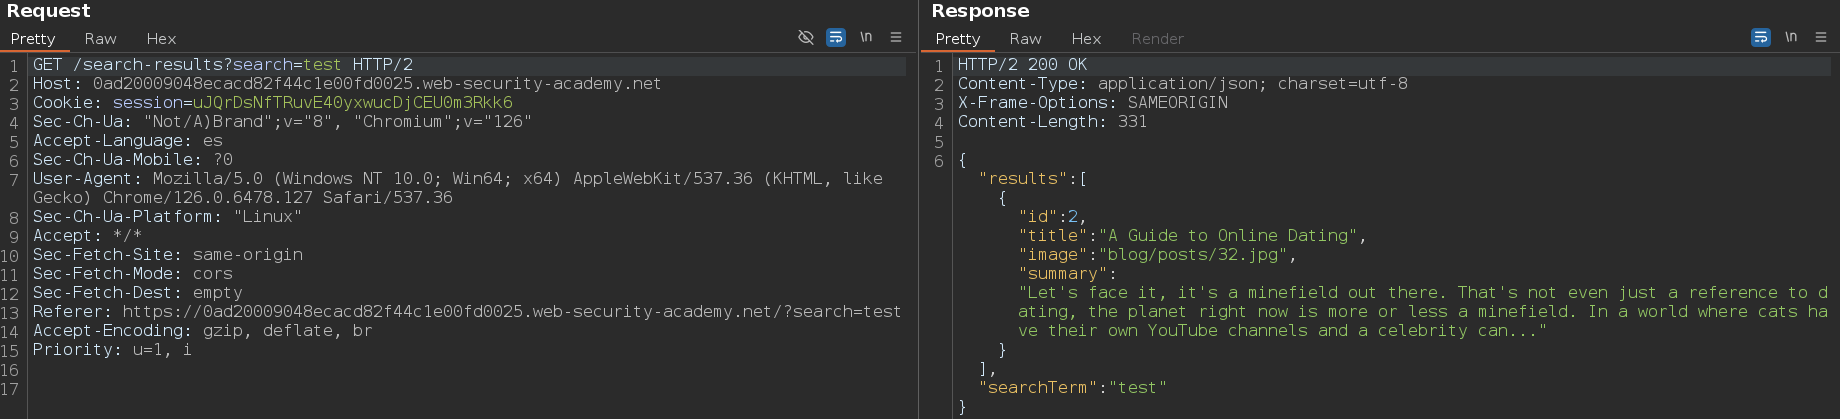 Request
Pretty Raw Hex
\n
1 GET /search-results?search=test HTTP/2
2 Host: 0ad20009048ecacd82f44c1e00fd0025.web-security-academy.net
3 Cookie: session=uJQrDsNfTRuvE40yxwucDjCEU0m3Rkk6
4 Sec-Ch-Ua: "Not/A)Brand";v="8", "Chromium";v="126"
5 Accept-Language: es
6 Sec-Ch-Ua-Mobile: ?0
7 User-Agent: Mozilla/5.0 (Windows NT 10.0; Win64; x64) AppleWebKit/537.36 (KHTML, like
Gecko) Chrome/126.0.6478.127 Safari/537.36
8 Sec-Ch-Ua-Platform: "Linux"
9 Accept: */*
10 Sec-Fetch-Site: same-origin
11 Sec-Fetch-Mode: cors
12 Sec-Fetch-Dest: empty
13 Referer: https://0ad20009048ecacd82f44c1e00fd0025.web-security-academy.net/?search=test
14 Accept-Encoding: gzip, deflate, br
15 Priority: u=1, i
16
17
Response
Pretty Raw Hex Render
\n
1 HTTP/2 200 OK
2 Content-Type: application/json; charset=utf-8
3 X-Frame-Options: SAMEORIGIN
4 Content-Length: 331
5
6 {
"results":[
{
"id":2,
"title":"A Guide to Online Dating",
"image":"blog/posts/32.jpg",
"summary":
"Let's face it, it's a minefield out there. That's not even just a reference to d
ating, the planet right now is more or less a minefield. In a world where cats ha
ve their own YouTube channels and a celebrity can..."
}
],
"searchTerm":"test"
}